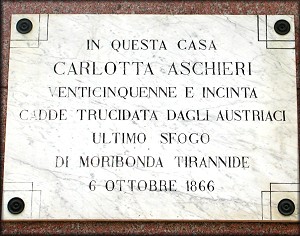 IN QUESTA CASA
CARLOTTA ASCHIERI
VENTICINQUENNE E INCINTA
CADDE TRUCIDATA DAGLI AUSTRIACI
ULTIMO SFOGO
DI MORIBONDA TIRANNIDE
6 OTTOBRE 1866